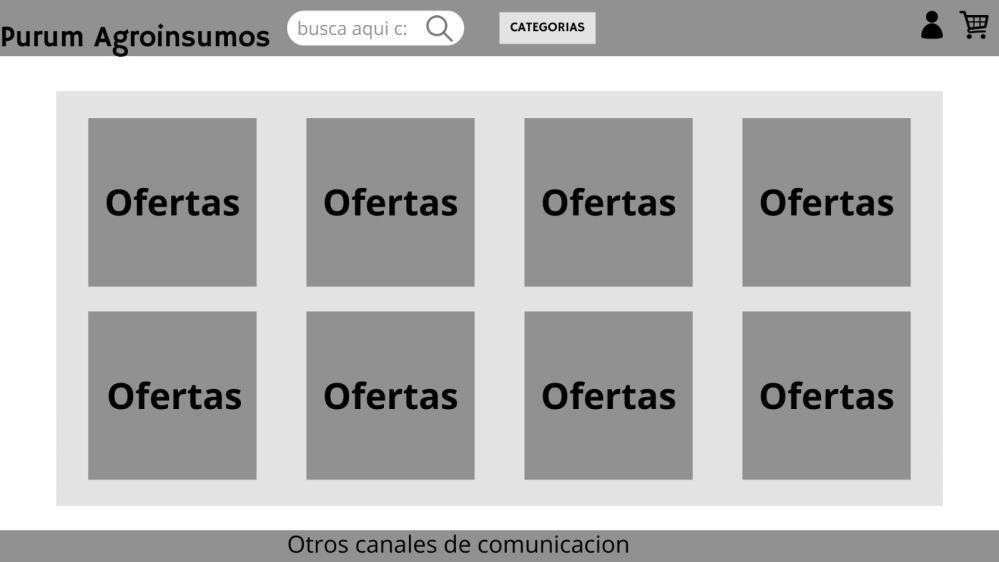 Purum Agroinsumos
busca aqui c:
CATEGORIAS
Ofertas
Ofertas
Ofertas
Ofertas
Ofertas
Ofertas
Ofertas
Ofertas
Otros canales de comunicacion